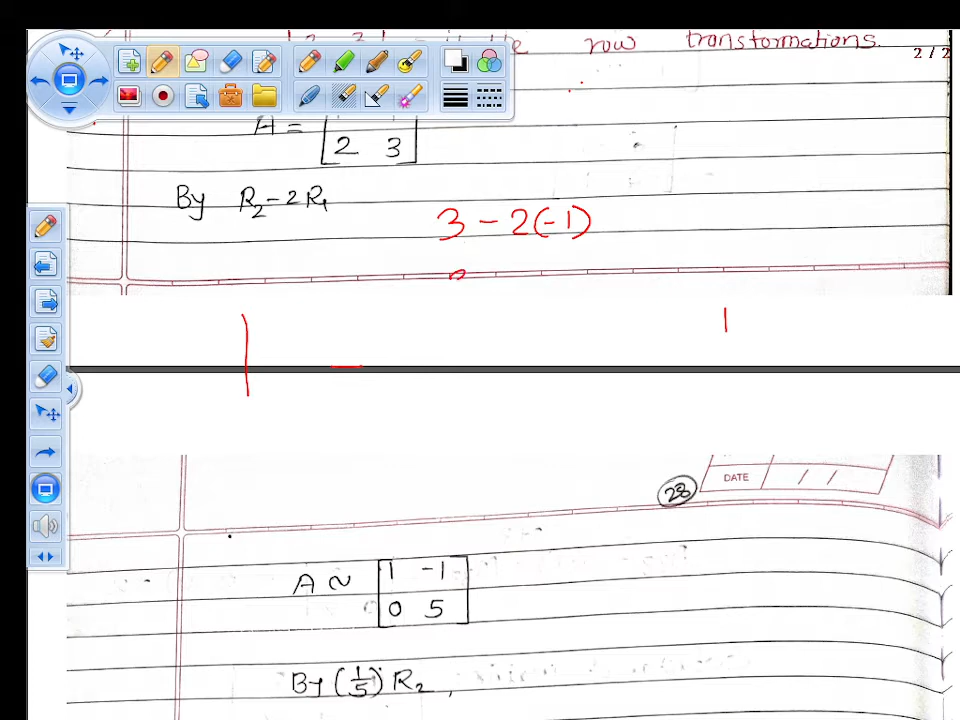 row transformations.
2 / 2
A =
2 3
By R₂ - 2R₁
3 - 2(-1)
28
DATE / /
A ~ 1 -1
0 5
By (1/5) R₂,